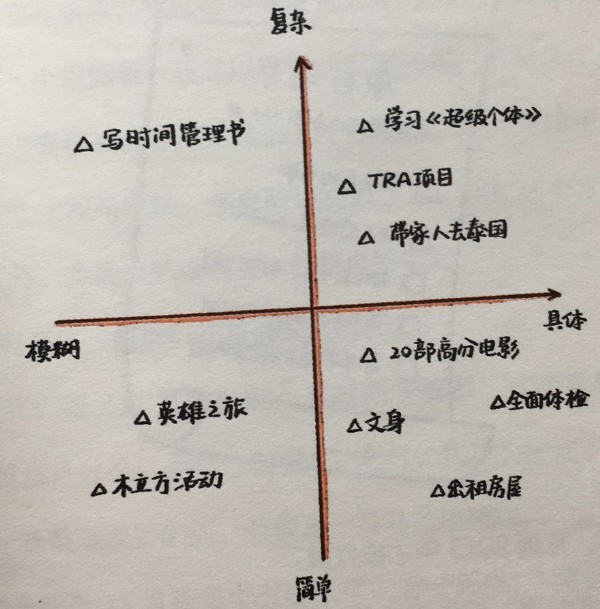 复杂
△ 学习《超级个体》
△ 写时间管理书
△ TRA项目
△ 带家人去泰国
具体
模糊
△ 20部高分电影
△全面体检
△英雄之旅
△文身
△木立方活动
△出租房屋
简单